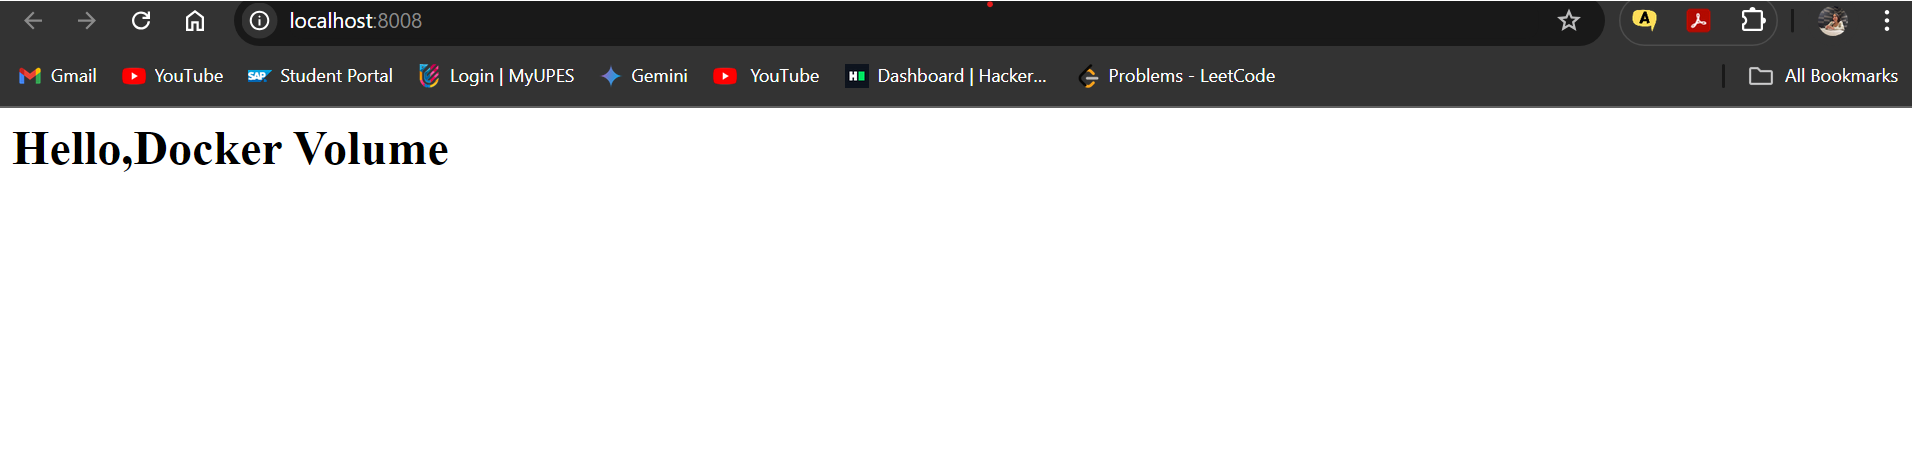 localhost:8008
Gmail YouTube SAP Student Portal Login | MyUPES Gemini YouTube H Dashboard | Hacker... Problems - LeetCode All Bookmarks
Hello,Docker Volume